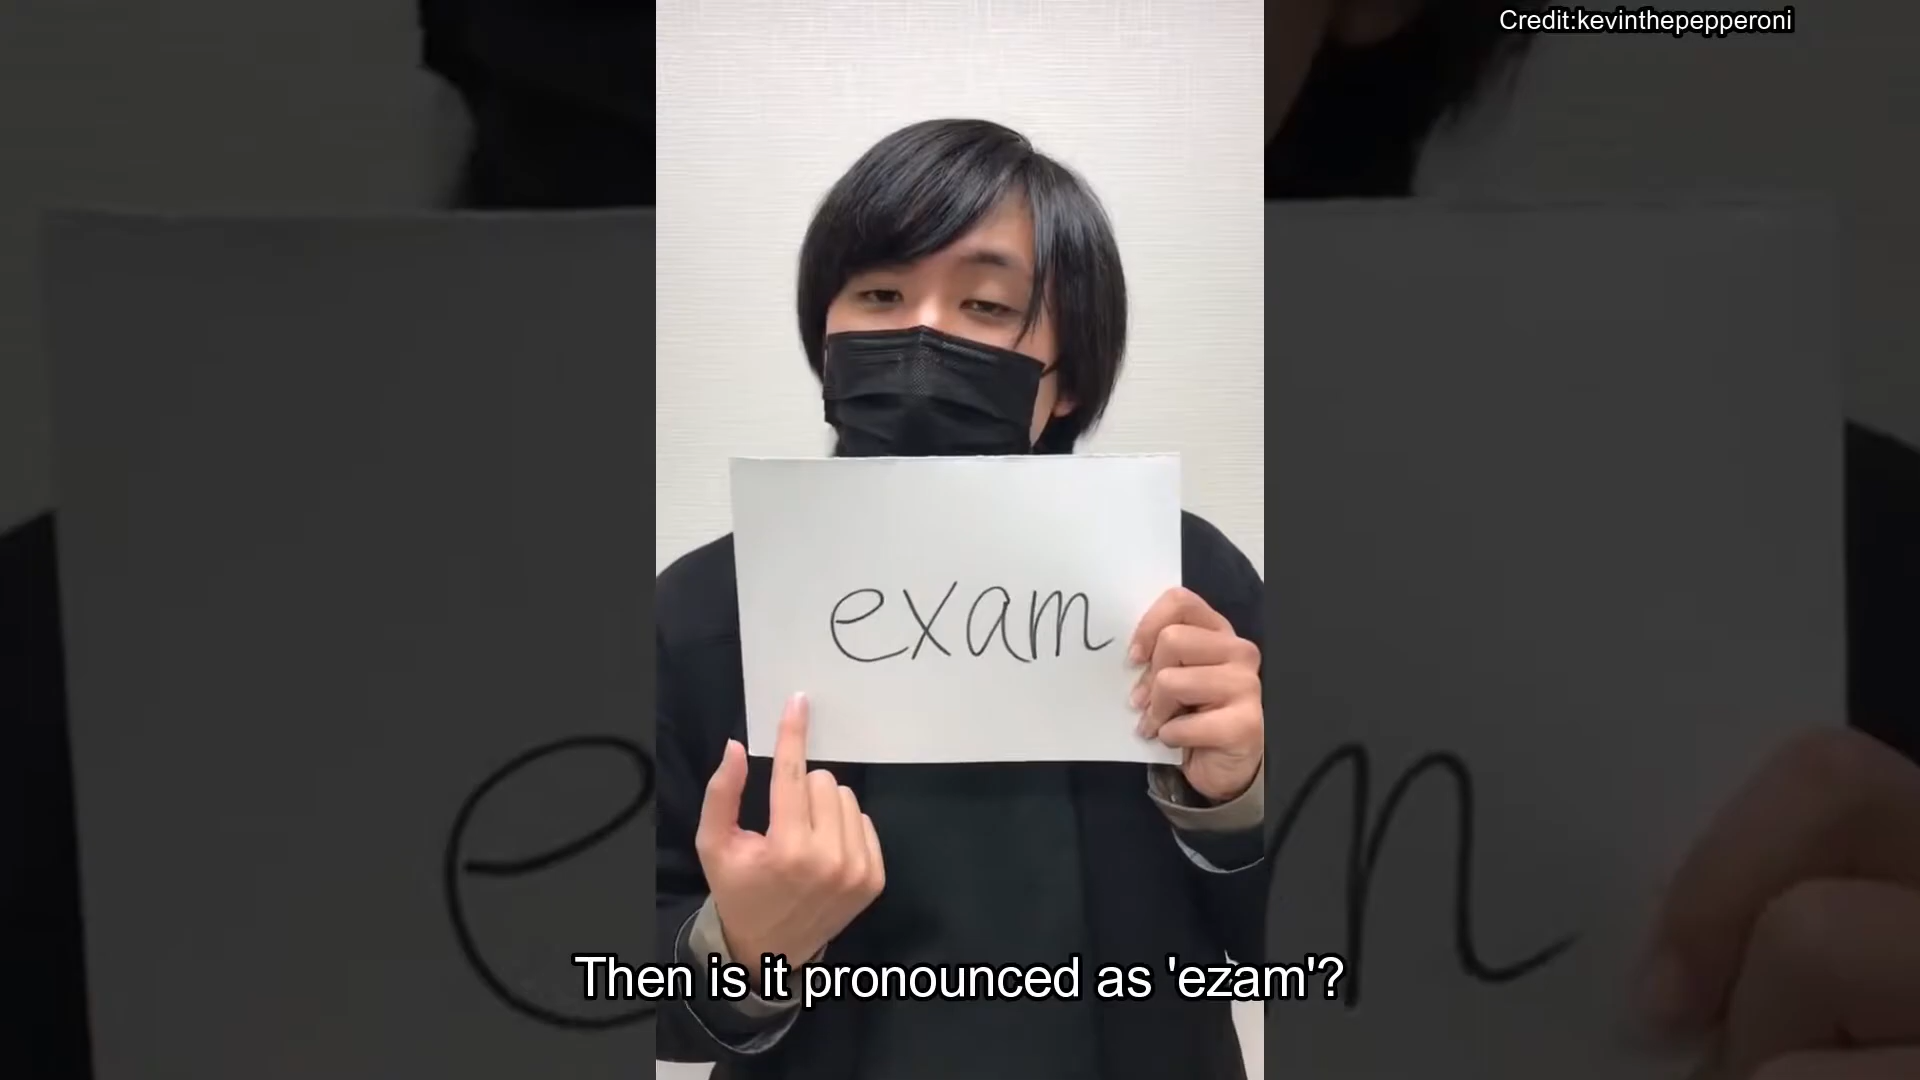 Credit:kevinthepepperoni
exam
Then is it pronounced as 'ezam'?